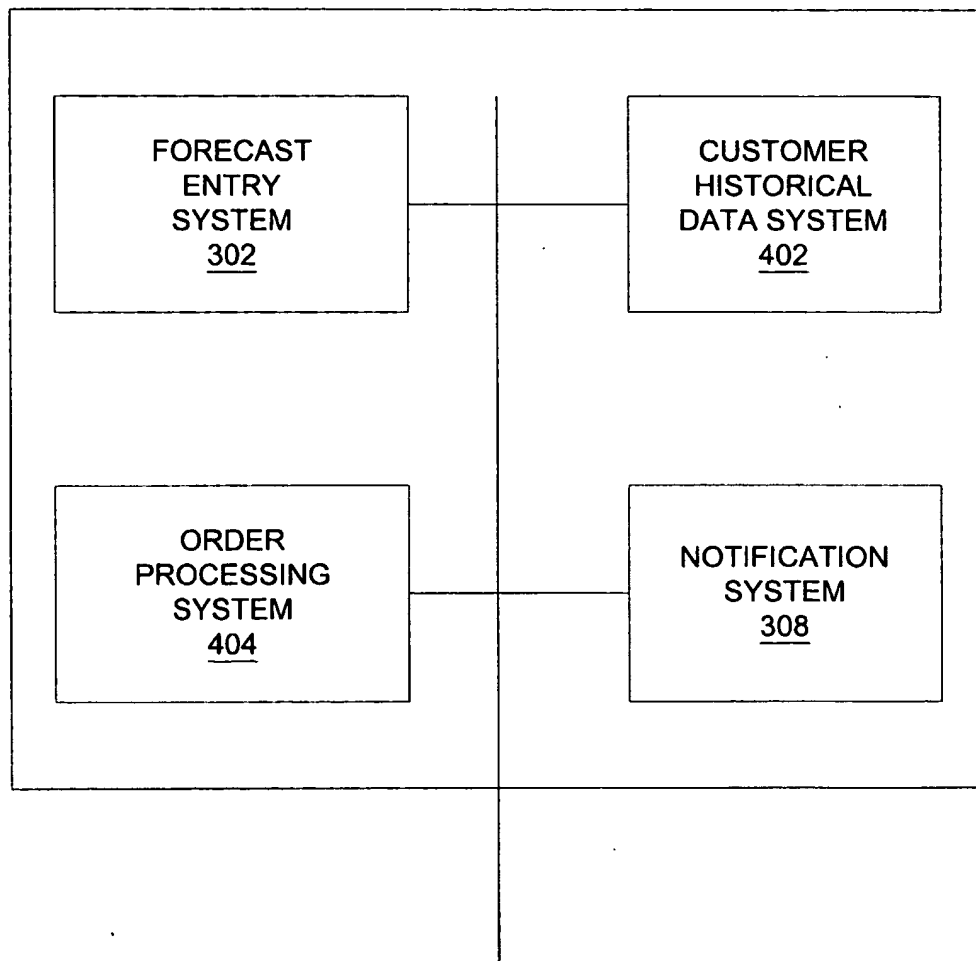 FORECAST
ENTRY
SYSTEM
302
CUSTOMER
HISTORICAL
DATA SYSTEM
402
ORDER
PROCESSING
SYSTEM
404
NOTIFICATION
SYSTEM
308